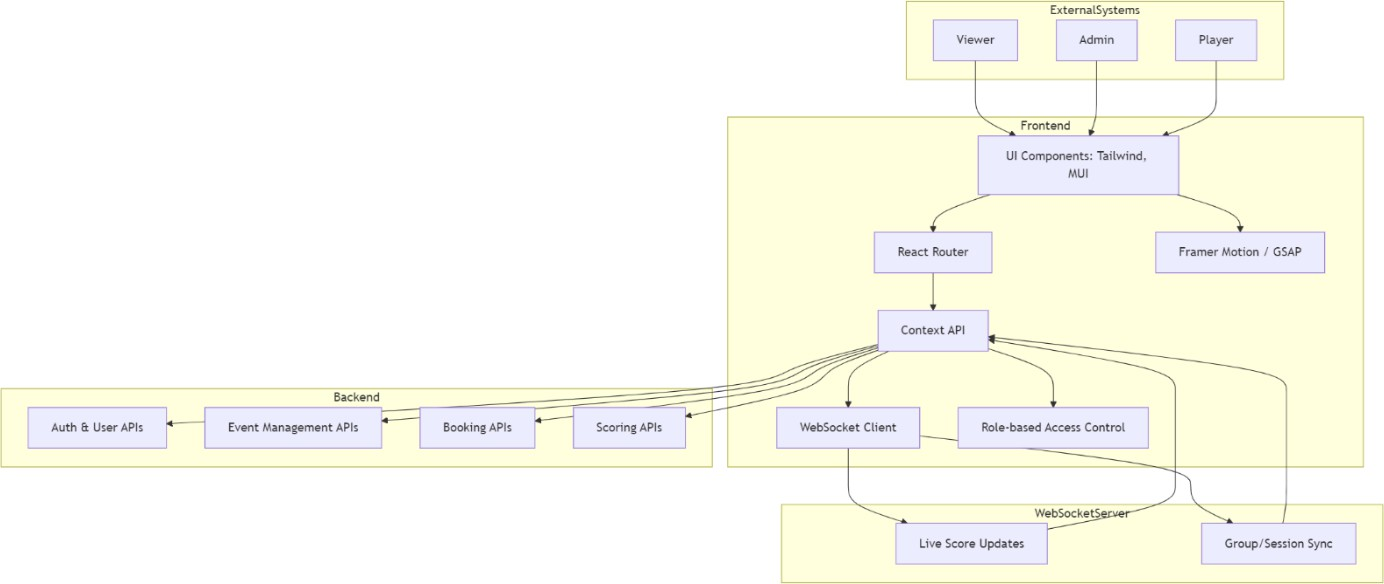 ExternalSystems
Viewer
Admin
Player
Frontend
UI Components: Tailwind,
MUI
React Router
Framer Motion / GSAP
Context API
Backend
Auth & User APIs
Event Management APIs
Booking APIs
Scoring APIs
WebSocket Client
Role-based Access Control
WebSocketServer
Live Score Updates
Group/Session Sync